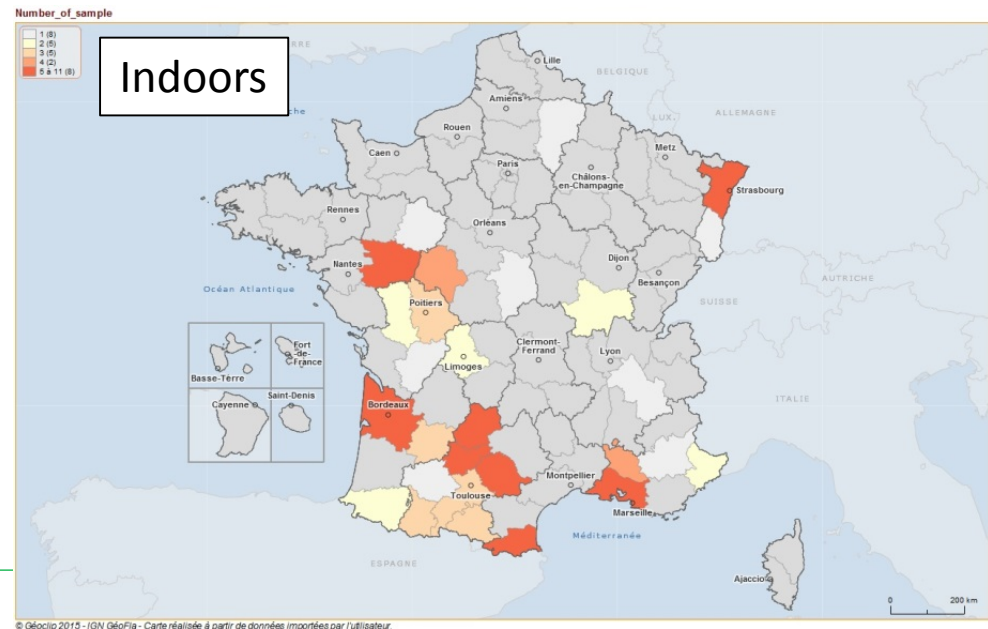 Number_of_sample
1 (8)
2 (5)
3 (5)
4 (2)
5 à 11 (8)
Indoors
RRE
che
Lille
BELGIQUE
Amiens
LUX.
ALLEMAGNE
Rouen
Caen
Metz
Paris
Châlons-
en-Champagne
Strasbourg
Rennes
Orléans
Nantes
Dijon
Besançon
AUTRICHE
Océan Atlantique
SUISSE
Poitiers
Clermont-
Ferrand
Lyon
Limoges
Fort
-de-
France
Basse-Terre
Cayenne
Saint-Denis
Bordeaux
ITALIE
Montpellier
Toulouse
Marseille
Méditerranée
ESPAGNE
Ajaccio
0 200 km
© Géoclip 2015 - IGN GéoFla - Carte réalisée à partir de données importées par l'utilisateur.